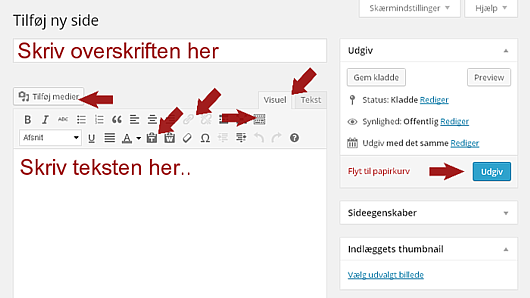 Skærmindstillinger Hjælp
Tilføj ny side
Skriv overskriften her
Tilføj medier
Visuel Tekst
B I ABC
Afsnit U A T W Ω ?
Skriv teksten her..
Udgiv
Gem kladde Preview
Status: Kladde Rediger
Synlighed: Offentlig Rediger
Udgiv med det samme Rediger
Flyt til papirkurv Udgiv
Sideegenskaber
Indlæggets thumbnail
Vælg udvalgt billede